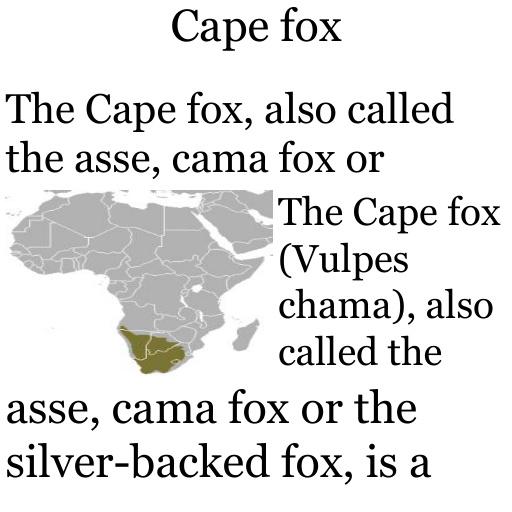 Cape fox
The Cape fox, also called
the asse, cama fox or
The Cape fox
(Vulpes
chama), also
called the
asse, cama fox or the
silver-backed fox, is a